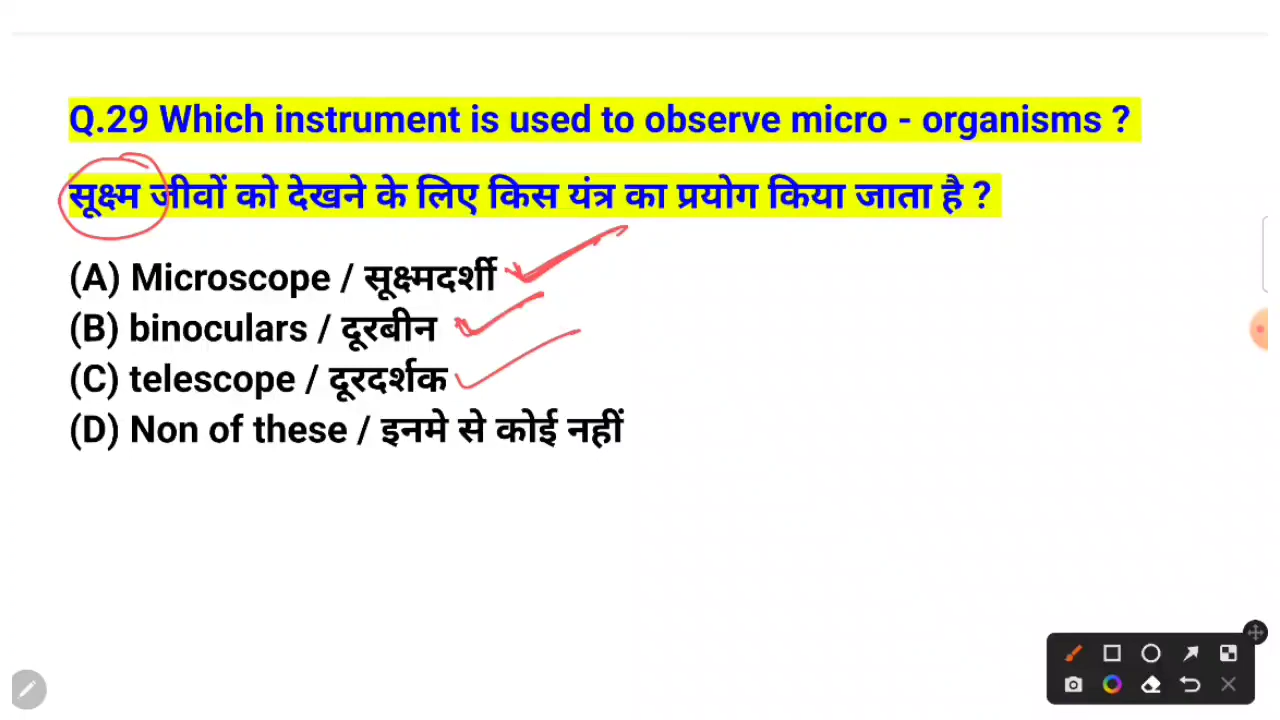 Q.29 Which instrument is used to observe micro - organisms ?
सूक्ष्म जीवों को देखने के लिए किस यंत्र का प्रयोग किया जाता है ?
(A) Microscope / सूक्ष्मदर्शी
(B) binoculars / दूरबीन
(C) telescope / दूरदर्शक
(D) Non of these / इनमे से कोई नहीं